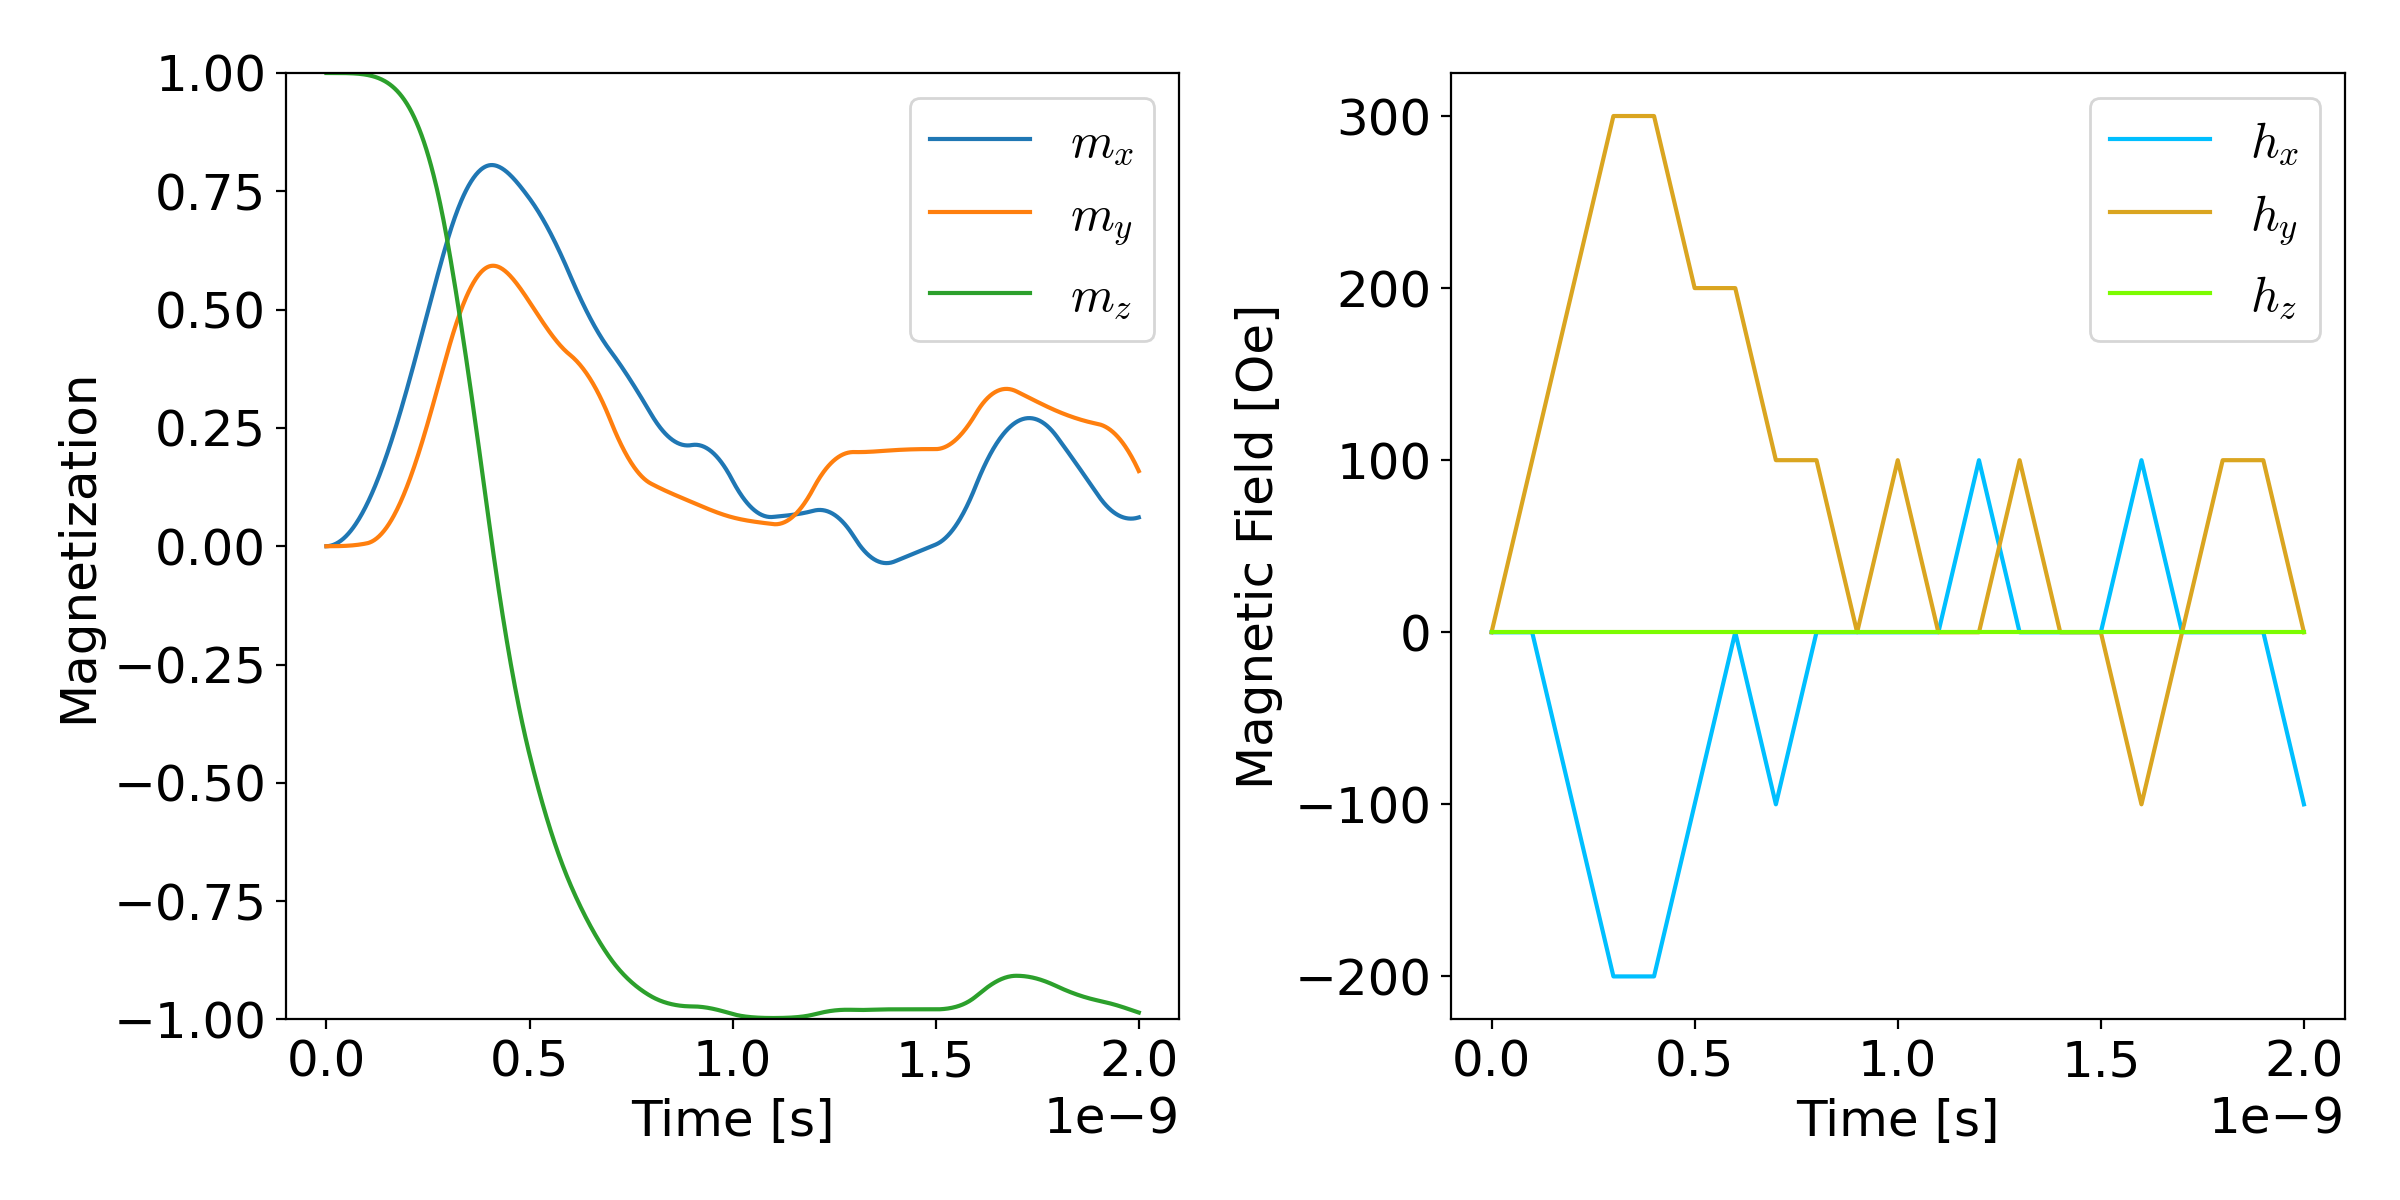 1.00
0.75
0.50
0.25
0.00
−0.25
−0.50
−0.75
−1.00
Magnetization
0.0 0.5 1.0 1.5 2.0
Time [s]
1e−9
m_x
m_y
m_z
300
200
100
0
−100
−200
Magnetic Field [Oe]
0.0 0.5 1.0 1.5 2.0
Time [s]
1e−9
h_x
h_y
h_z